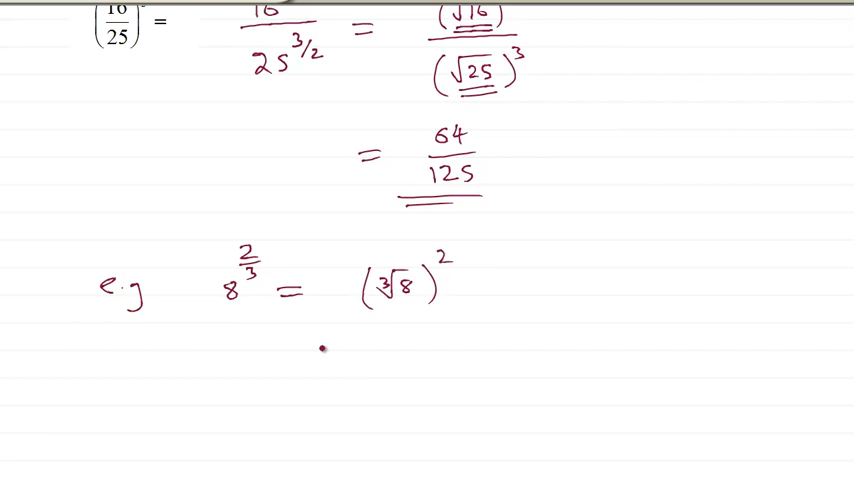 (16/25) = 16/25^3/2 = (√16)/(√25)^3
= 64/125
e.g 8^2/3 = (∛8)^2